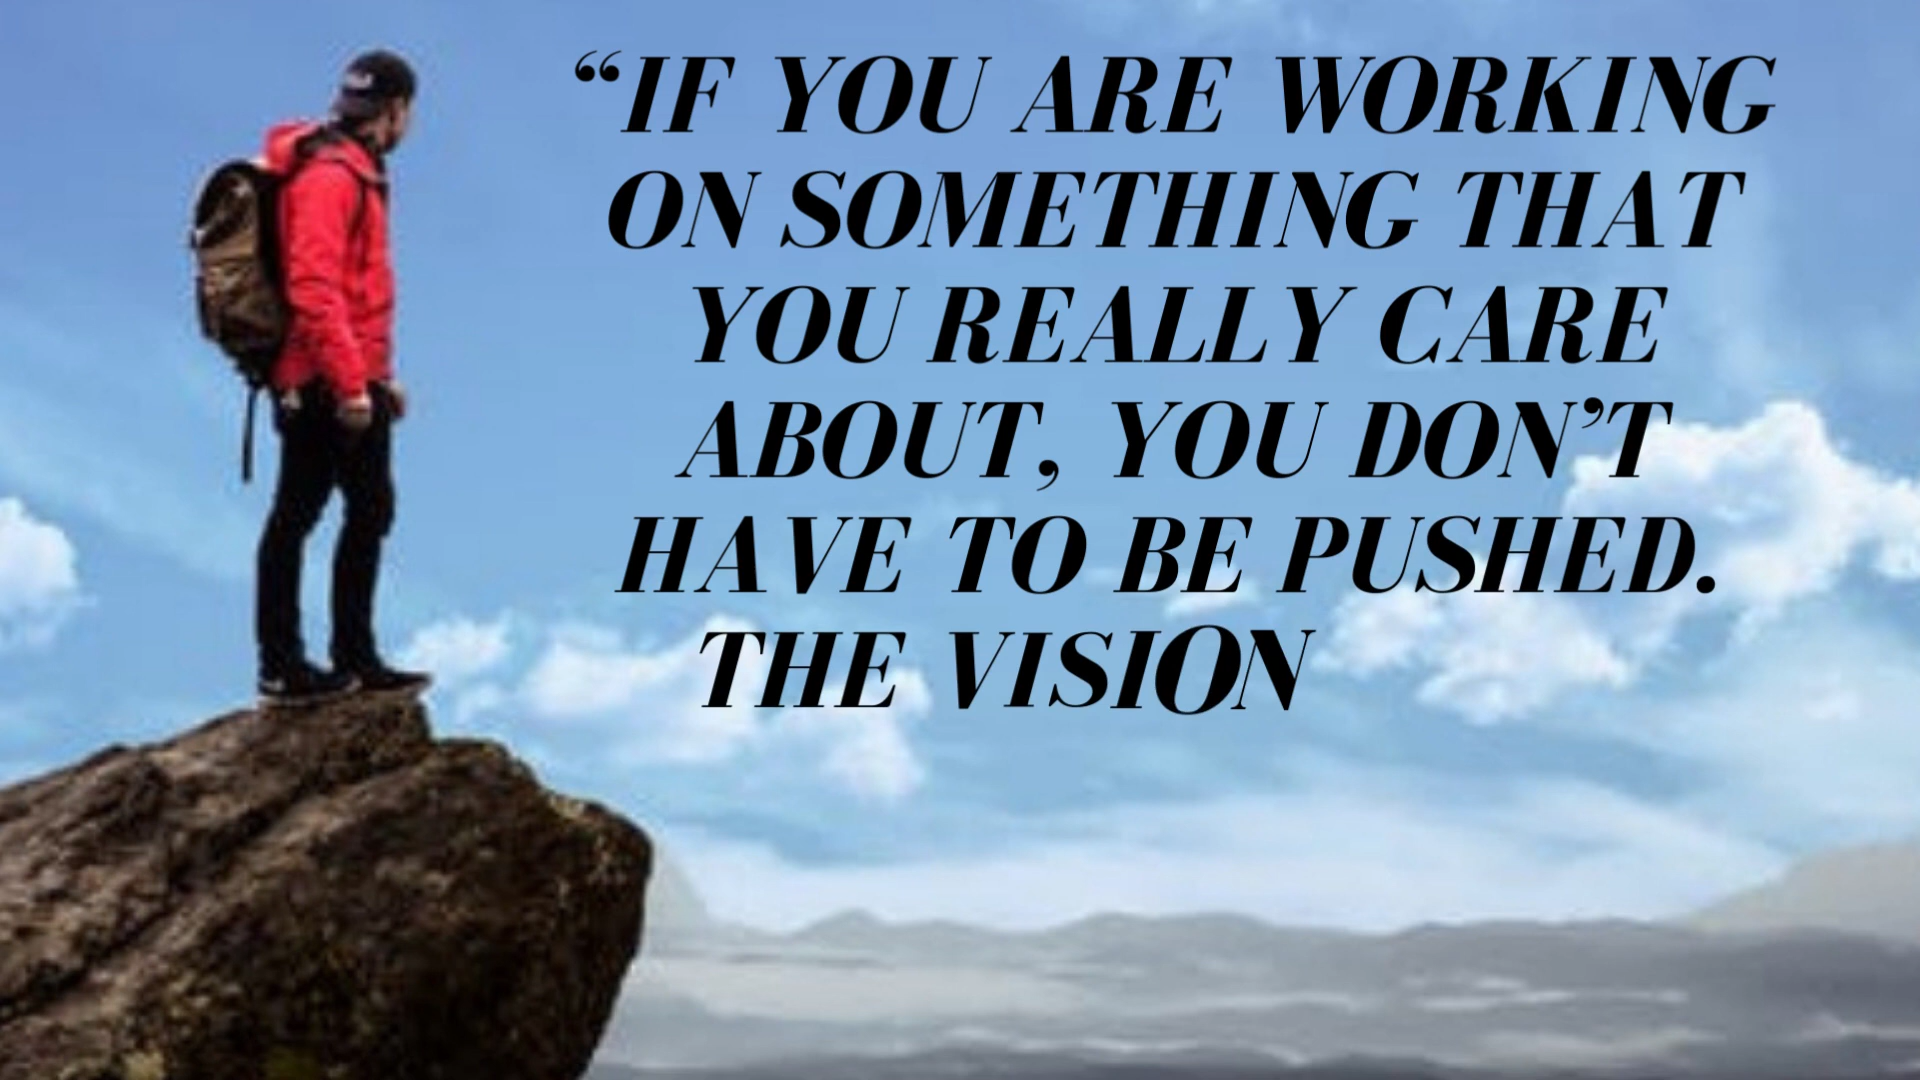 “IF YOU ARE WORKING
ON SOMETHING THAT
YOU REALLY CARE
ABOUT, YOU DON’T
HAVE TO BE PUSHED.
THE VISION